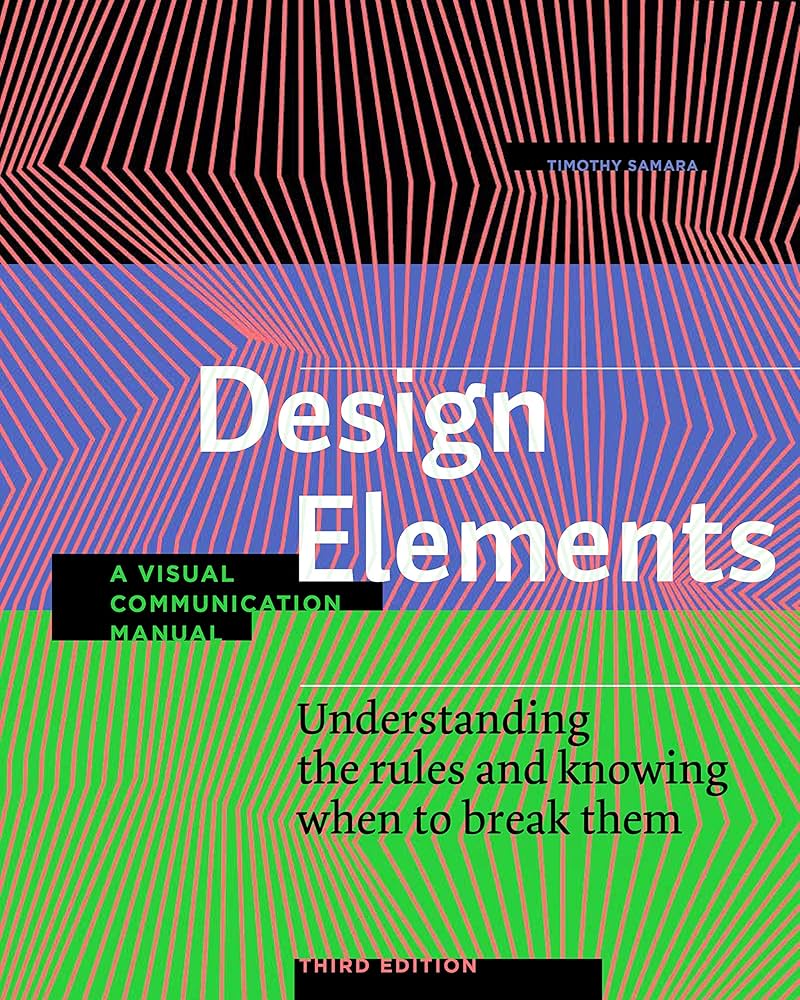 TIMOTHY SAMARA
Design
Elements
A VISUAL
COMMUNICATION
MANUAL
Understanding
the rules and knowing
when to break them
THIRD EDITION